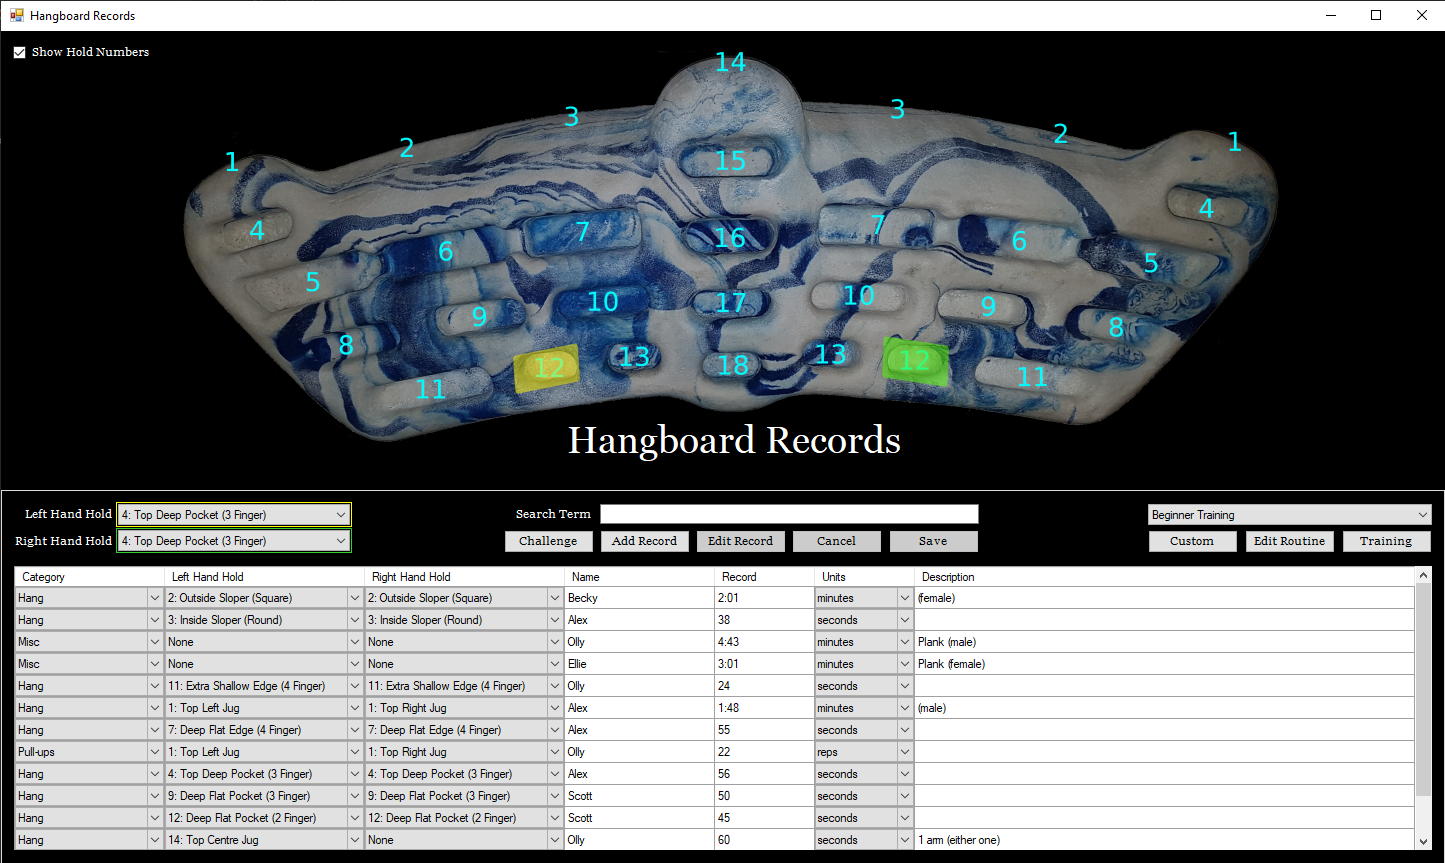 Hangboard Records
Show Hold Numbers
14
3 3
2 2
1 1
15
4 4
7 16 7
6 6
5 5
10 17 10
9 9
8 8
12 13 18 13 12
11 11
Hangboard Records
Left Hand Hold 4: Top Deep Pocket (3 Finger) Search Term Beginner Training
Right Hand Hold 4: Top Deep Pocket (3 Finger) Challenge Add Record Edit Record Cancel Save Custom Edit Routine Training
Category Left Hand Hold Right Hand Hold Name Record Units Description
Hang 2: Outside Sloper (Square) 2: Outside Sloper (Square) Becky 2:01 minutes (female)
Hang 3: Inside Sloper (Round) 3: Inside Sloper (Round) Alex 38 seconds
Misc None None Olly 4:43 minutes Plank (male)
Misc None None Ellie 3:01 minutes Plank (female)
Hang 11: Extra Shallow Edge (4 Finger) 11: Extra Shallow Edge (4 Finger) Olly 24 seconds
Hang 1: Top Left Jug 1: Top Right Jug Alex 1:48 minutes (male)
Hang 7: Deep Flat Edge (4 Finger) 7: Deep Flat Edge (4 Finger) Alex 55 seconds
Pull-ups 1: Top Left Jug 1: Top Right Jug Olly 22 reps
Hang 4: Top Deep Pocket (3 Finger) 4: Top Deep Pocket (3 Finger) Alex 56 seconds
Hang 9: Deep Flat Pocket (3 Finger) 9: Deep Flat Pocket (3 Finger) Scott 50 seconds
Hang 12: Deep Flat Pocket (2 Finger) 12: Deep Flat Pocket (2 Finger) Scott 45 seconds
Hang 14: Top Centre Jug None Olly 60 seconds 1 arm (either one)